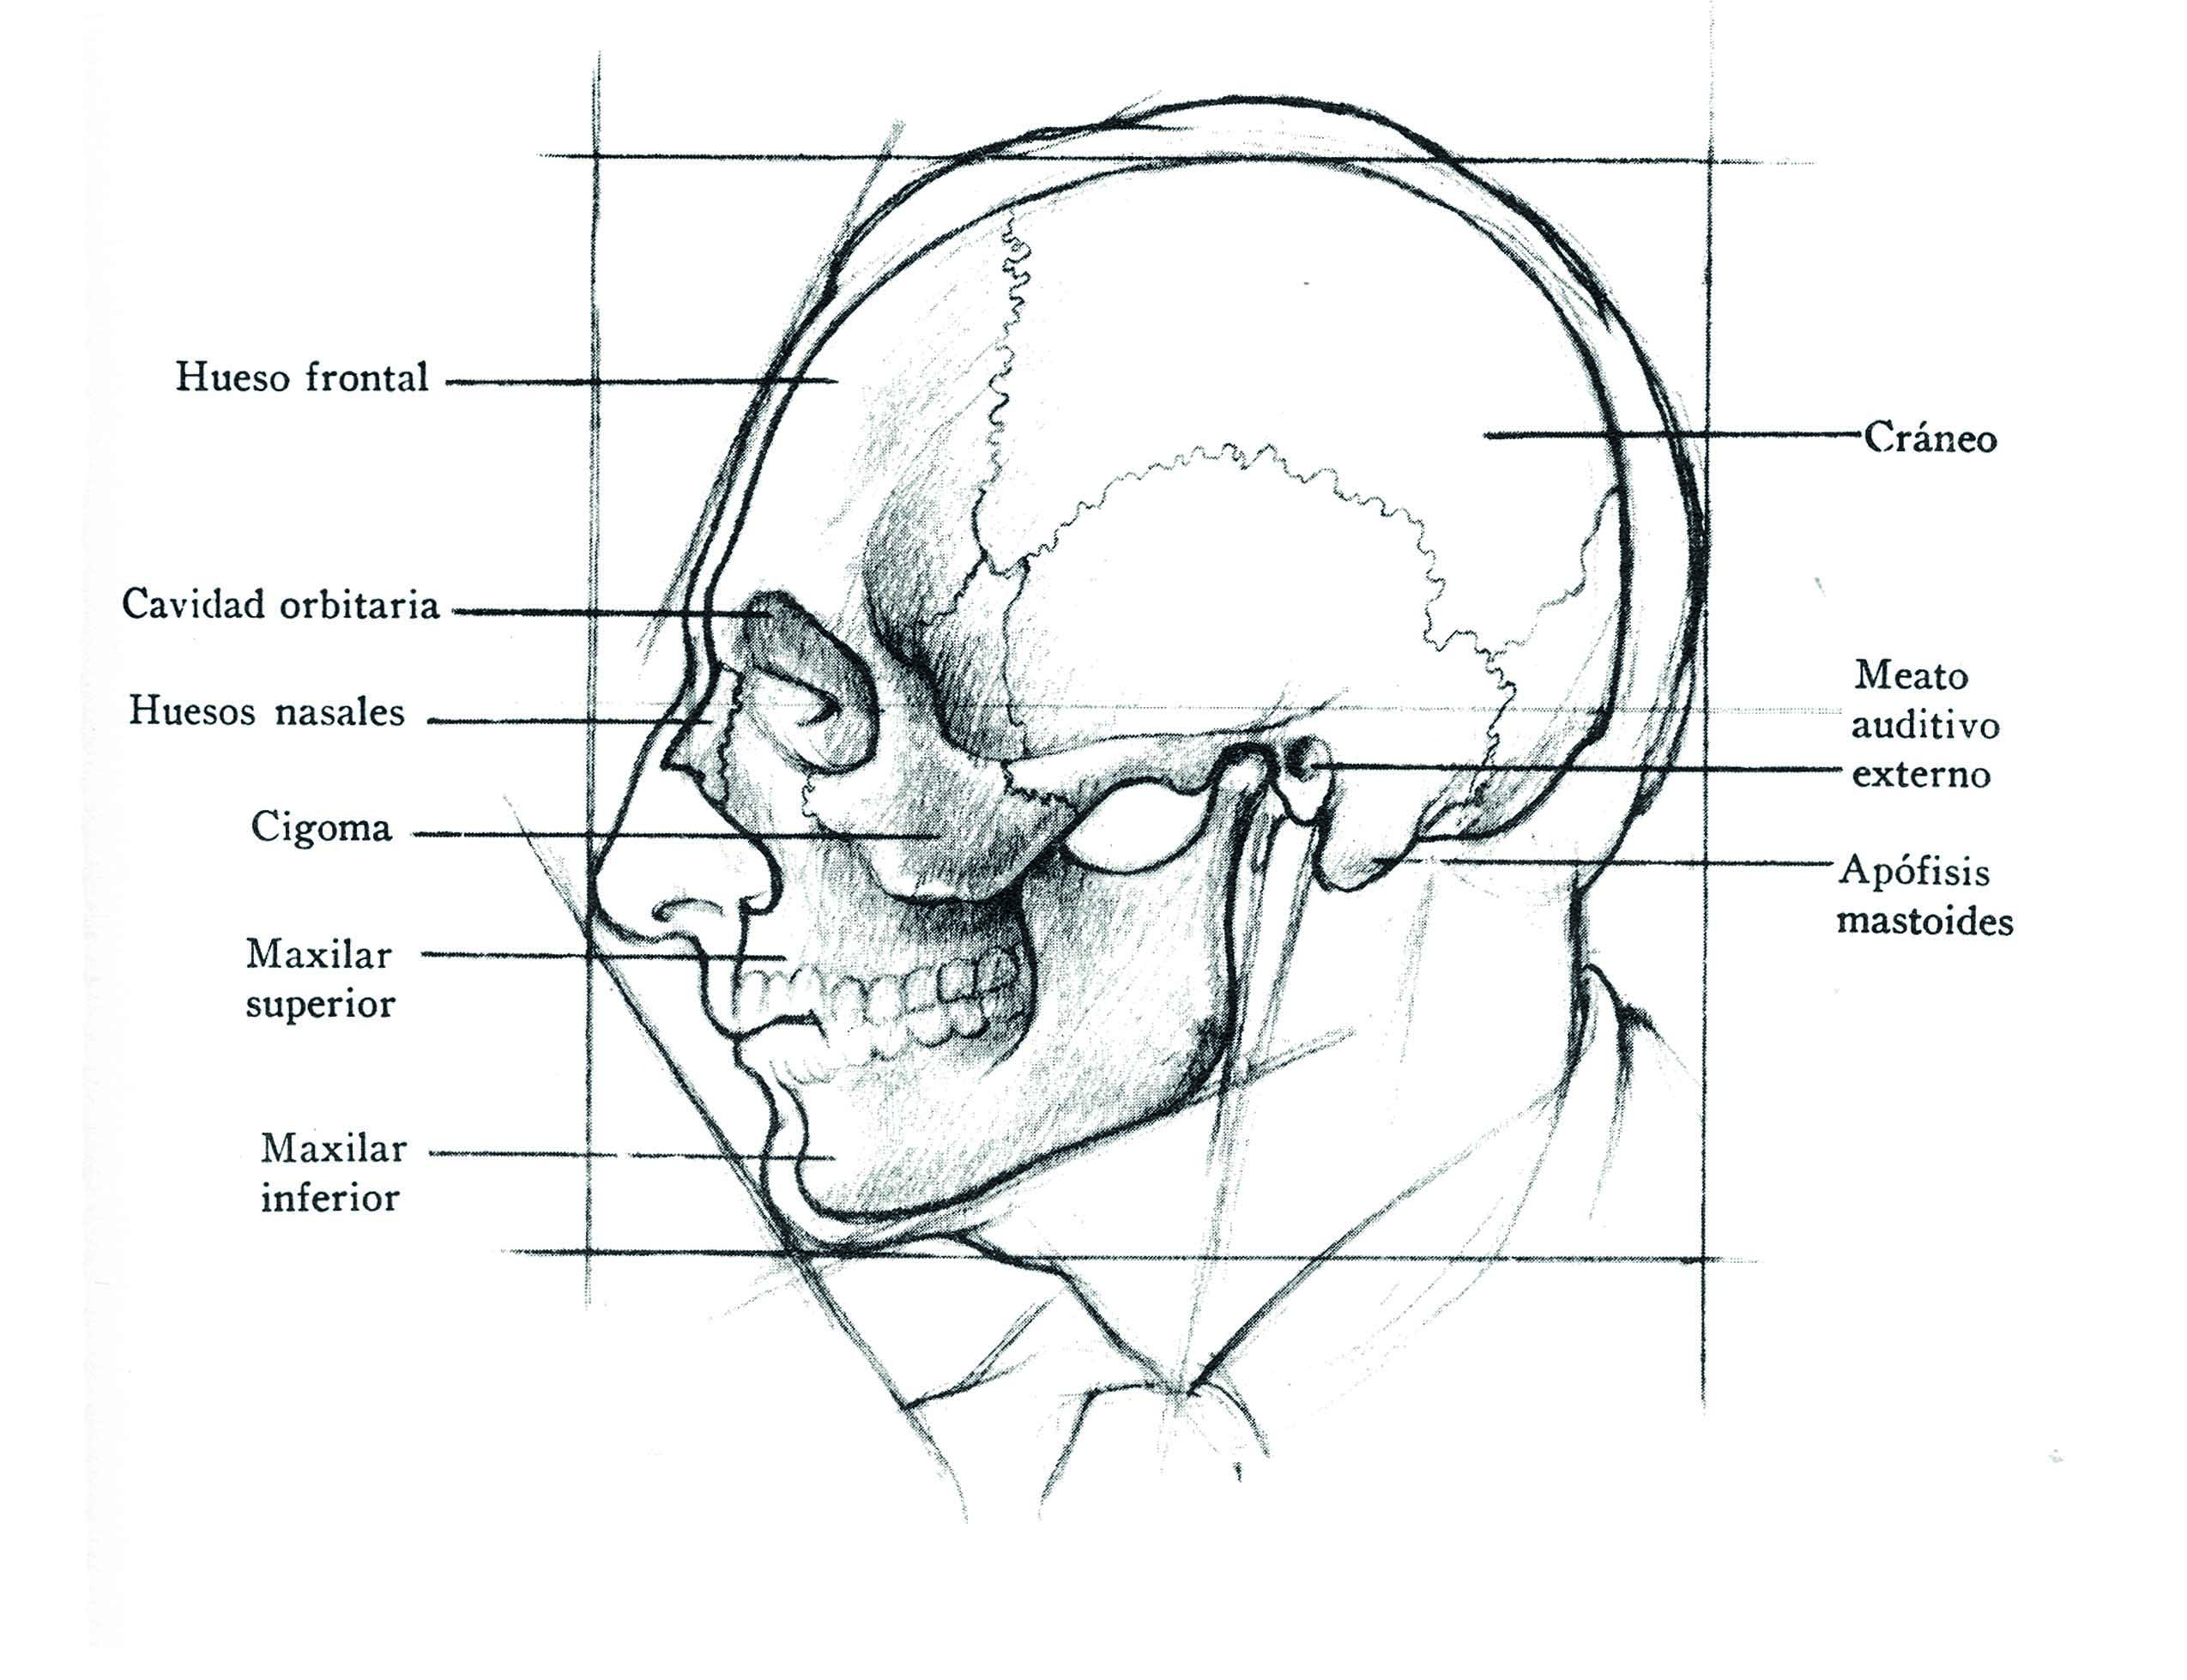 Hueso frontal
Cavidad orbitaria
Huesos nasales
Cigoma
Maxilar
superior
Maxilar
inferior
Cráneo
Meato
auditivo
externo
Apófisis
mastoides